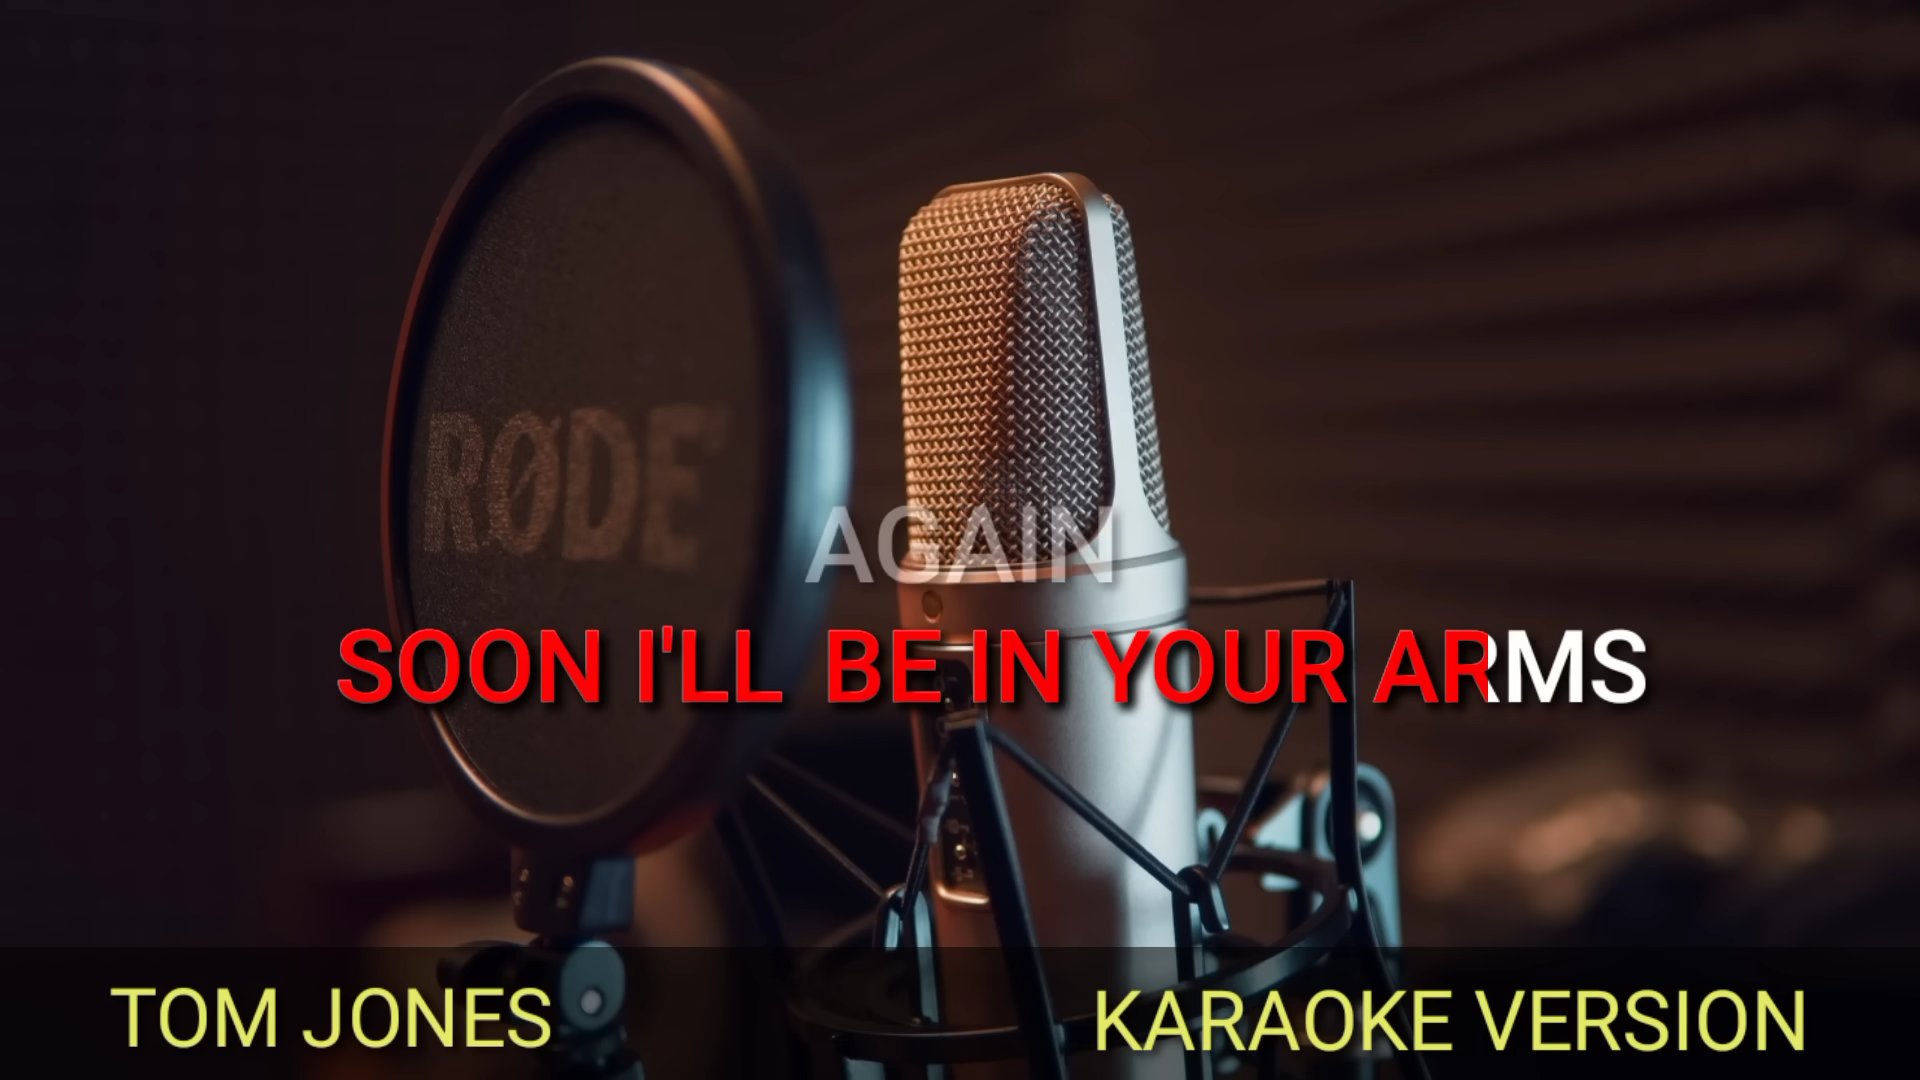 RØDE
AGAIN
SOON I'LL BE IN YOUR ARMS
TOM JONES
KARAOKE VERSION